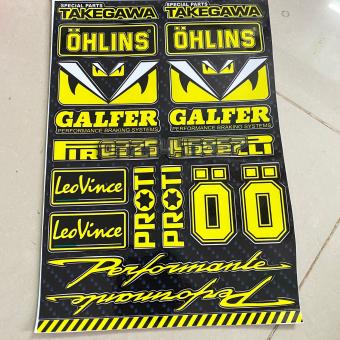 SPECIAL PARTS SPECIAL PARTS
TAKEGAWA TAKEGAWA
ÖHLINS ÖHLINS
GALFER GALFER
PERFORMANCE BRAKING SYSTEMS PERFORMANCE BRAKING SYSTEMS
LeoVince PROTI PROTI Ö Ö
LeoVince
Performante
Performante